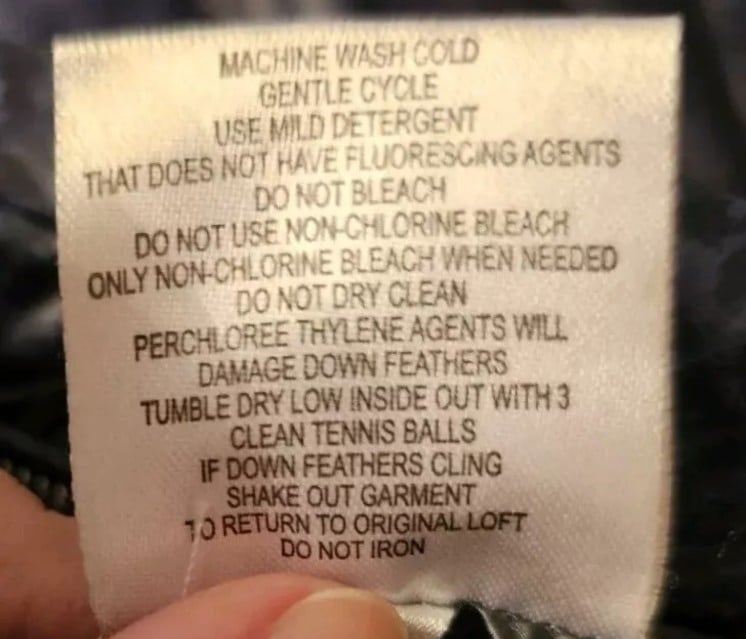 MACHINE WASH COLD
GENTLE CYCLE
USE MILD DETERGENT
THAT DOES NOT HAVE FLUORESCING AGENTS
DO NOT BLEACH
DO NOT USE NON-CHLORINE BLEACH
ONLY NON-CHLORINE BLEACH WHEN NEEDED
DO NOT DRY CLEAN
PERCHLOREE THYLENE AGENTS WILL
DAMAGE DOWN FEATHERS
TUMBLE DRY LOW INSIDE OUT WITH 3
CLEAN TENNIS BALLS
IF DOWN FEATHERS CLING
SHAKE OUT GARMENT
TO RETURN TO ORIGINAL LOFT
DO NOT IRON